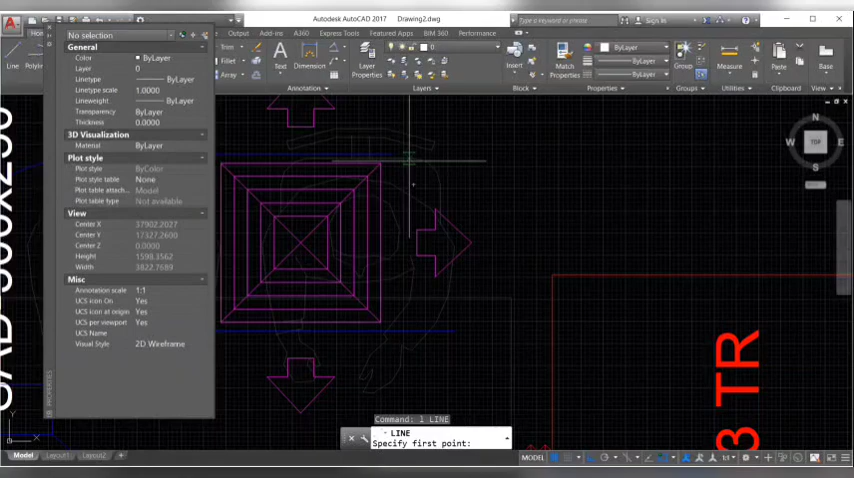 Autodesk AutoCAD 2017 Drawing2.dwg
Type a keyword or phrase
Sign In
Output Add-ins A360 Express Tools Featured Apps BIM 360 Performance
No selection
General
Color ByLayer
Layer 0
Linetype ByLayer
Linetype scale 1.0000
Lineweight ByLayer
Transparency ByLayer
Thickness 0.0000
3D Visualization
Material ByLayer
Plot style
Plot style ByColor
Plot style table None
Plot table attach... Model
Plot table type Not available
View
Center X 37902.2027
Center Y 17327.2600
Center Z 0.0000
Height 1598.3562
Width 3822.7689
Misc
Annotation scale 1:1
UCS icon On Yes
UCS icon at origin Yes
UCS per viewport Yes
UCS Name
Visual Style 2D Wireframe
PROPERTIES
Line
Trim
Fillet
Array
Text
Dimension
Annotation
Layer
Properties
0
Layers
Insert
Block
Match
Properties
ByLayer
ByLayer
ByLayer
Properties
Group
Groups
Measure
Utilities
Paste
Clipboard
Base
View
N
W
TOP
E
S
3 TR
Command: l LINE
LINE
Specify first point:
Y
X
Model Layout1 Layout2 +
MODEL
1:1